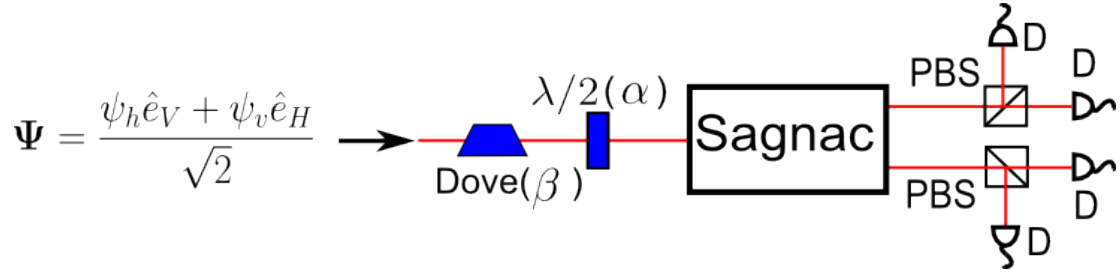 Ψ = (ψ_h ê_V + ψ_v ê_H) / √2
Dove(β)
λ/2(α)
Sagnac
PBS
D
D
PBS
D
D